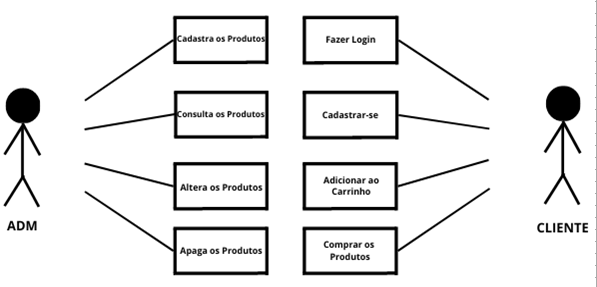 Cadastra os Produtos
Fazer Login
Consulta os Produtos
Cadastrar-se
Altera os Produtos
Adicionar ao
Carrinho
Apaga os Produtos
Comprar os
Produtos
ADM
CLIENTE